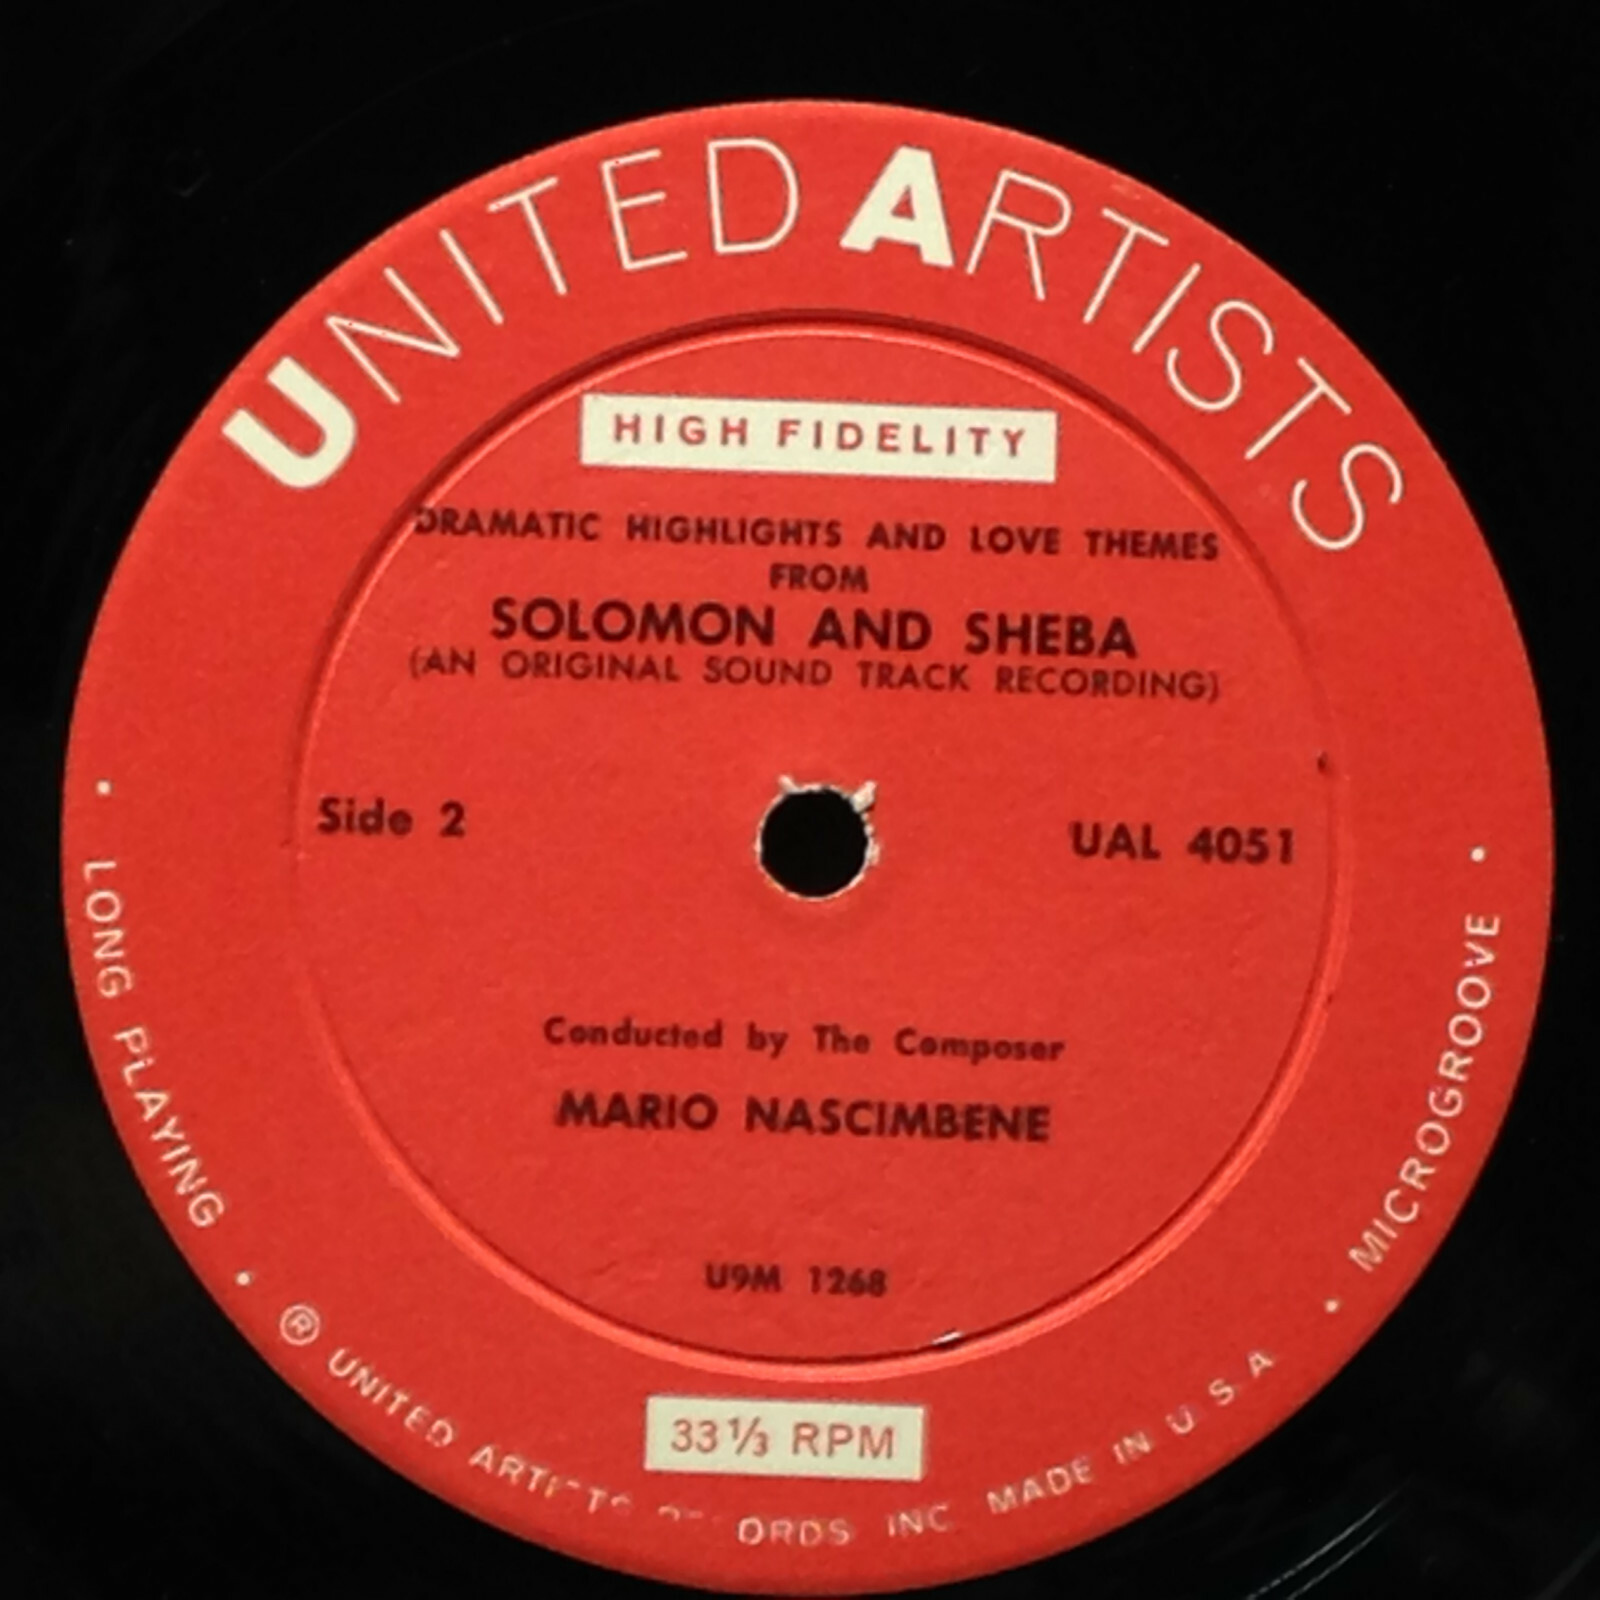 UNITED ARTISTS
HIGH FIDELITY
DRAMATIC HIGHLIGHTS AND LOVE THEMES
FROM
SOLOMON AND SHEBA
(AN ORIGINAL SOUND TRACK RECORDING)
Side 2
UAL 4051
Conducted by The Composer
MARIO NASCIMBENE
U9M 1268
33⅓ RPM
• LONG PLAYING • Ⓡ UNITED ARTISTS RECORDS INC. MADE IN U.S.A. • MICROGROOVE •